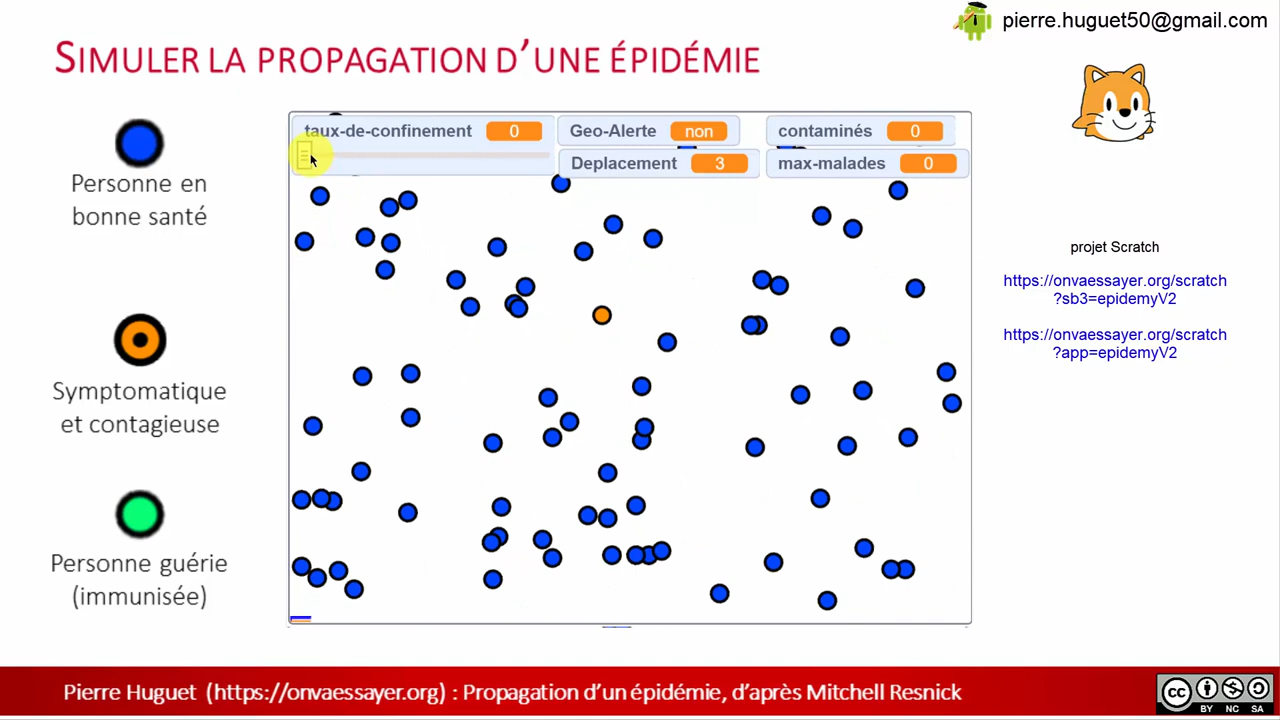 pierre.huguet50@gmail.com
SIMULER LA PROPAGATION D'UNE ÉPIDÉMIE
taux-de-confinement 0
Geo-Alerte non
contaminés 0
Deplacement 3
max-malades 0
Personne en
bonne santé
Symptomatique
et contagieuse
Personne guérie
(immunisée)
projet Scratch
https://onvaessayer.org/scratch
?sb3=epidemyV2
https://onvaessayer.org/scratch
?app=epidemyV2
Pierre Huguet (https://onvaessayer.org) : Propagation d'un épidémie, d'après Mitchell Resnick
cc
BY NC SA